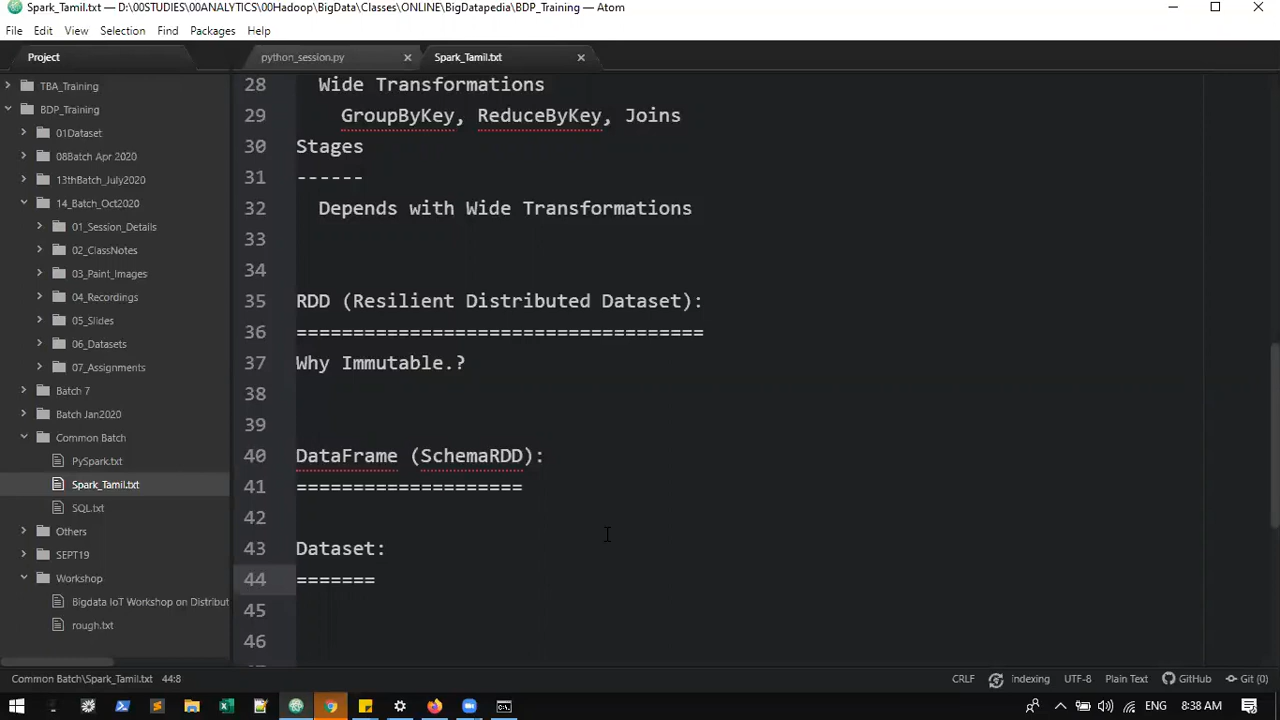 Spark_Tamil.txt — D:\00STUDIES\00ANALYTICS\00Hadoop\BigData\Classes\ONLINE\BigDatapedia\BDP_Training — Atom
File Edit View Selection Find Packages Help
Project
python_session.py
Spark_Tamil.txt
TBA_Training
BDP_Training
01Dataset
08Batch Apr 2020
13thBatch_July2020
14_Batch_Oct2020
01_Session_Details
02_ClassNotes
03_Paint_Images
04_Recordings
05_Slides
06_Datasets
07_Assignments
Batch 7
Batch Jan2020
Common Batch
PySpark.txt
Spark_Tamil.txt
SQL.txt
Others
SEPT19
Workshop
Bigdata IoT Workshop on Distribut
rough.txt
28 Wide Transformations
29 GroupByKey, ReduceByKey, Joins
30 Stages
31 ------
32 Depends with Wide Transformations
33
34
35 RDD (Resilient Distributed Dataset):
36 ====================================
37 Why Immutable.?
38
39
40 DataFrame (SchemaRDD):
41 ====================
42
43 Dataset:
44 =======
45
46
Common Batch\Spark_Tamil.txt 44:8
CRLF Indexing UTF-8 Plain Text GitHub Git (0)
ENG 8:38 AM